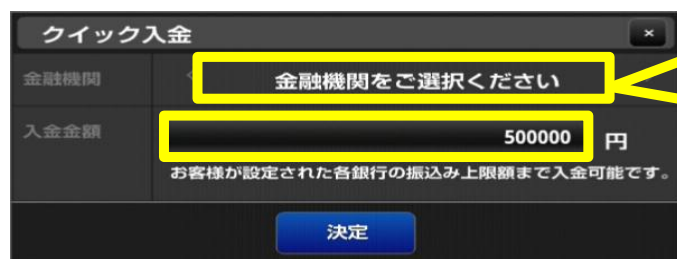 クイック入金
×
金融機関
金融機関をご選択ください
入金金額
500000 円
お客様が設定された各銀行の振込み上限額まで入金可能です。
決定